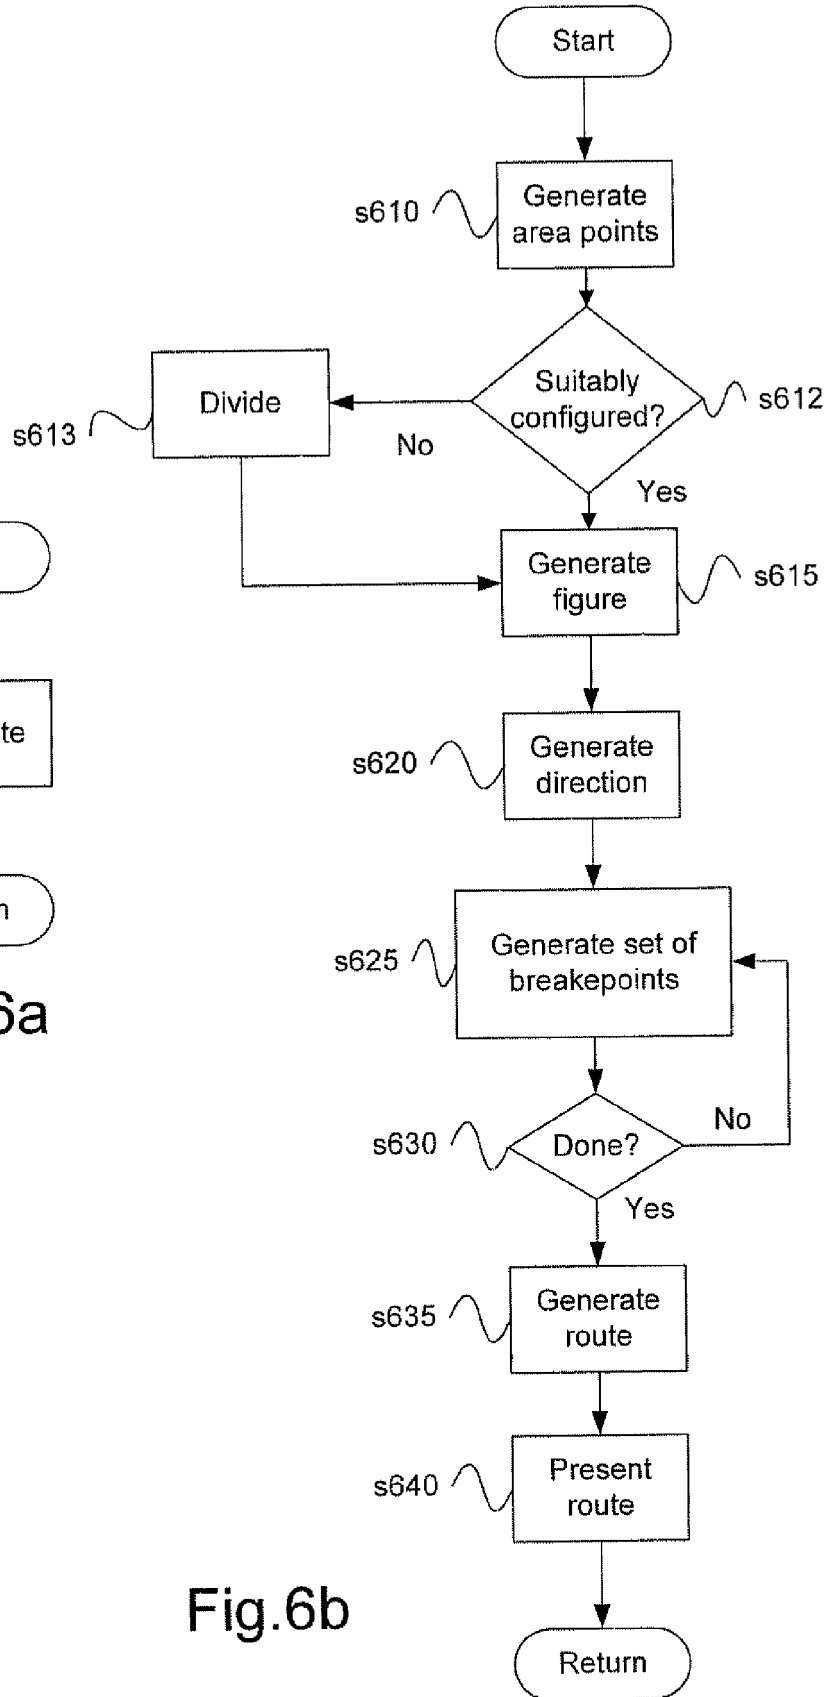 Start
s610
Generate
area points
Suitably
configured?
s612
Divide
s613
No
Yes
Generate
figure
s615
te
Generate
direction
s620
n
Generate set of
breakepoints
s625
6a
No
s630
Done?
Yes
s635
Generate
route
s640
Present
route
Fig.6b
Return